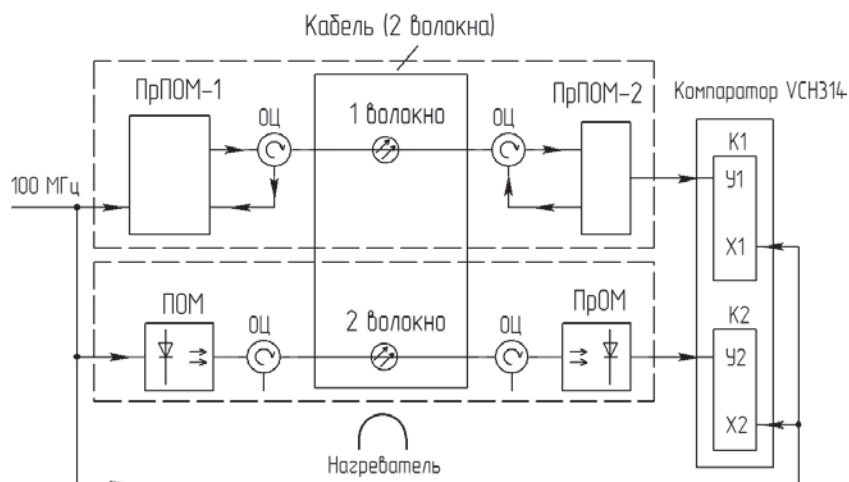 Кабель (2 волокна)
ПрПОМ-1
ПрПОМ-2
Компаратор VCH314
ОЦ
1 волокно
ОЦ
К1
У1
100 МГц
Х1
ПОМ
ОЦ
2 волокно
ОЦ
ПрОМ
К2
У2
Х2
Нагреватель